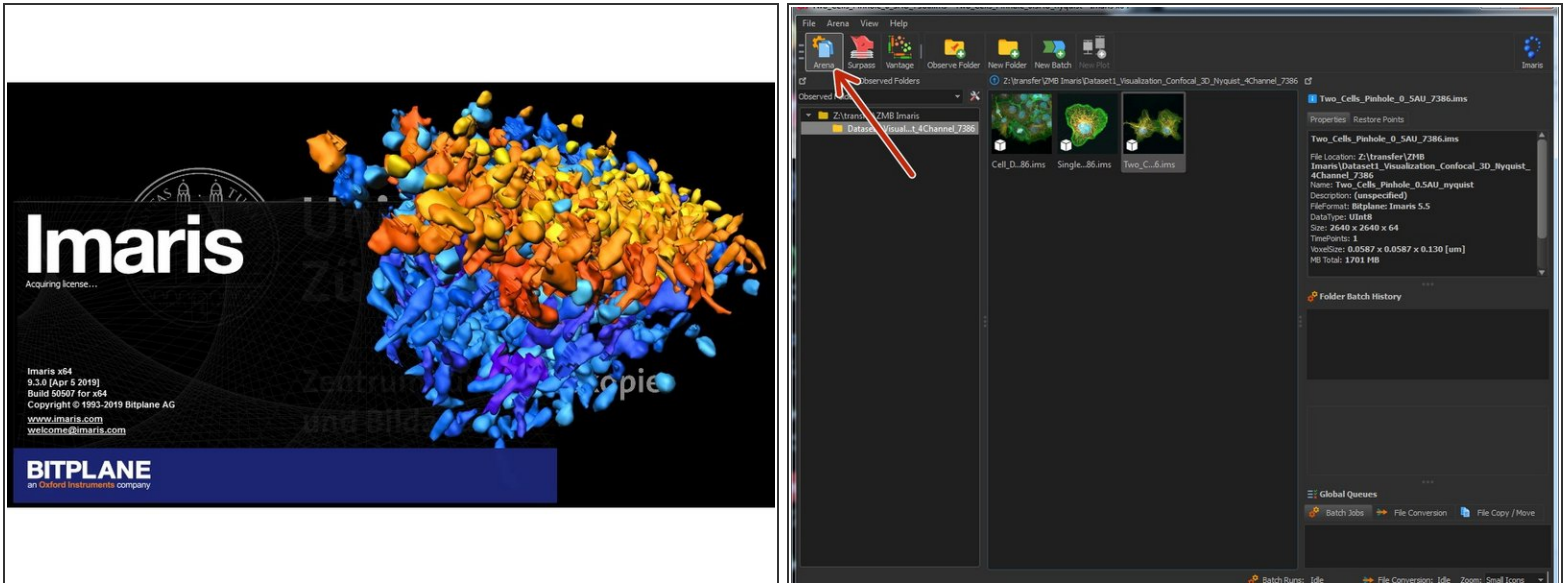 Imaris
Acquiring license...
Imaris x64
9.3.0 [Apr 5 2019]
Build 50507 for x64
Copyright © 1993-2019 Bitplane AG
www.imaris.com
welcome@imaris.com
BITPLANE
an Oxford Instruments company
File Arena View Help
Arena Surpass Vantage Observe Folder New Folder New Batch New Plot Imaris
Observed Folders Z:\transfer\ZMB Imaris\Dataset1_Visualization_Confocal_3D_Nyquist_4Channel_7386
Z:\transfer\ZMB Imaris
Cell_D...86.ims Single...86.ims Two_C...6.ims
Two_Cells_Pinhole_0_5AU_7386.ims
Properties Restore Points
Two_Cells_Pinhole_0_5AU_7386.ims
File Location: Z:\transfer\ZMB
Imaris\Dataset1_Visualization_Confocal_3D_Nyquist_
4Channel_7386
Name: Two_Cells_Pinhole_0.5AU_nyquist
Description: (unspecified)
FileFormat: Bitplane: Imaris 5.5
DataType: UInt8
Size: 2640 x 2640 x 64
TimePoints: 1
VoxelSize: 0.0587 x 0.0587 x 0.130 [um]
MB Total: 1701 MB
Folder Batch History
Global Queues
Batch Jobs File Conversion File Copy / Move
Batch Runs: Idle File Conversion: Idle Zoom: Small Icons